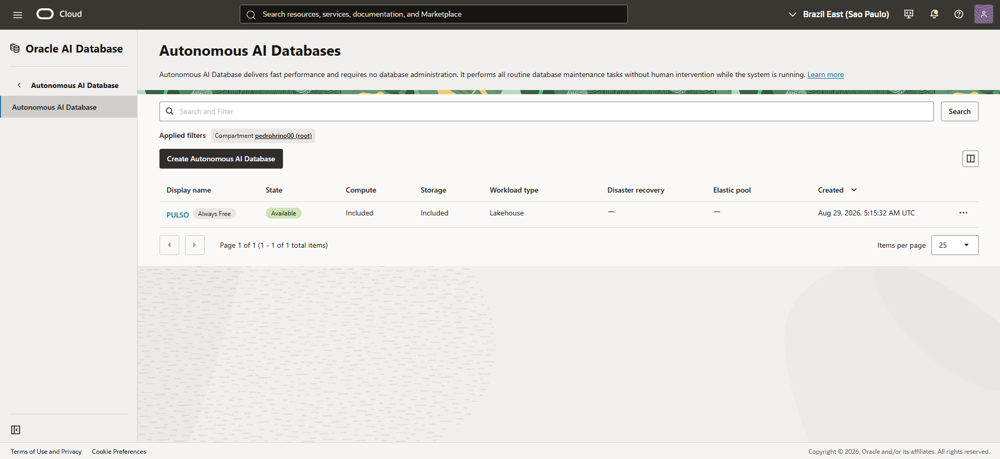 Cloud
Search resources, services, documentation, and Marketplace
Brazil East (Sao Paulo)
Oracle AI Database
Autonomous AI Database
Autonomous AI Database
Autonomous AI Databases
Autonomous AI Database delivers fast performance and requires no database administration. It performs all routine database maintenance tasks without human intervention while the system is running. Learn more
Search and Filter
Search
Applied filters Compartment pedrohrino00 (root)
Create Autonomous AI Database
Display name State Compute Storage Workload type Disaster recovery Elastic pool Created
PULSO Always Free Available Included Included Lakehouse — — Aug 29, 2026, 5:15:32 AM UTC
Page 1 of 1 (1 - 1 of 1 total items)
Items per page 25
Terms of Use and Privacy Cookie Preferences
Copyright © 2026, Oracle and/or its affiliates. All rights reserved.